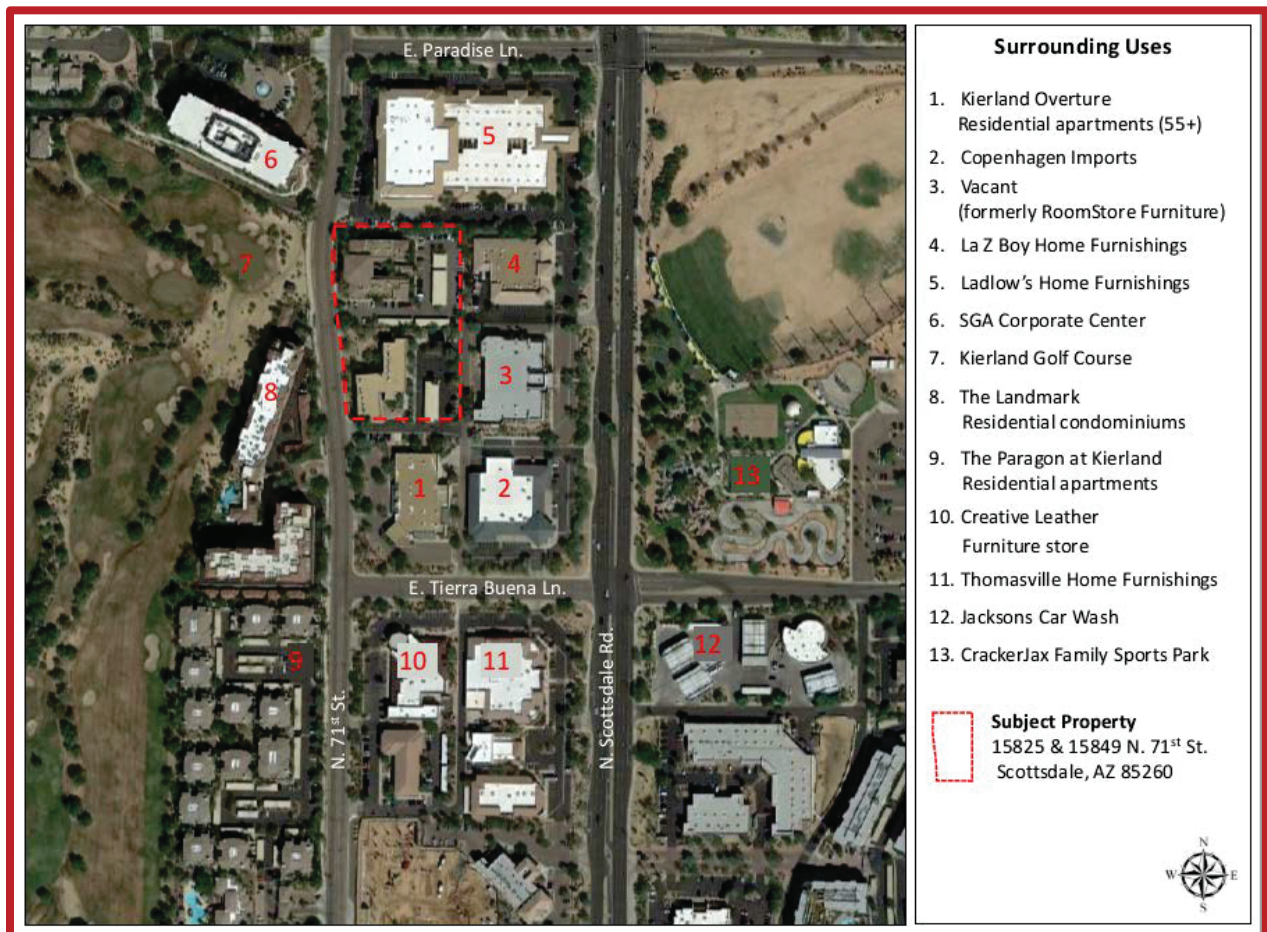 E. Paradise Ln.
5
6
7
4
3
8
1
2
13
E. Tierra Buena Ln.
9
10
11
12
N. 71st St.
N. Scottsdale Rd.
Surrounding Uses
1. Kierland Overture
Residential apartments (55+)
2. Copenhagen Imports
3. Vacant
(formerly RoomStore Furniture)
4. La Z Boy Home Furnishings
5. Ladlow's Home Furnishings
6. SGA Corporate Center
7. Kierland Golf Course
8. The Landmark
Residential condominiums
9. The Paragon at Kierland
Residential apartments
10. Creative Leather
Furniture store
11. Thomasville Home Furnishings
12. Jacksons Car Wash
13. CrackerJax Family Sports Park
Subject Property
15825 & 15849 N. 71st St.
Scottsdale, AZ 85260
N
W E
S